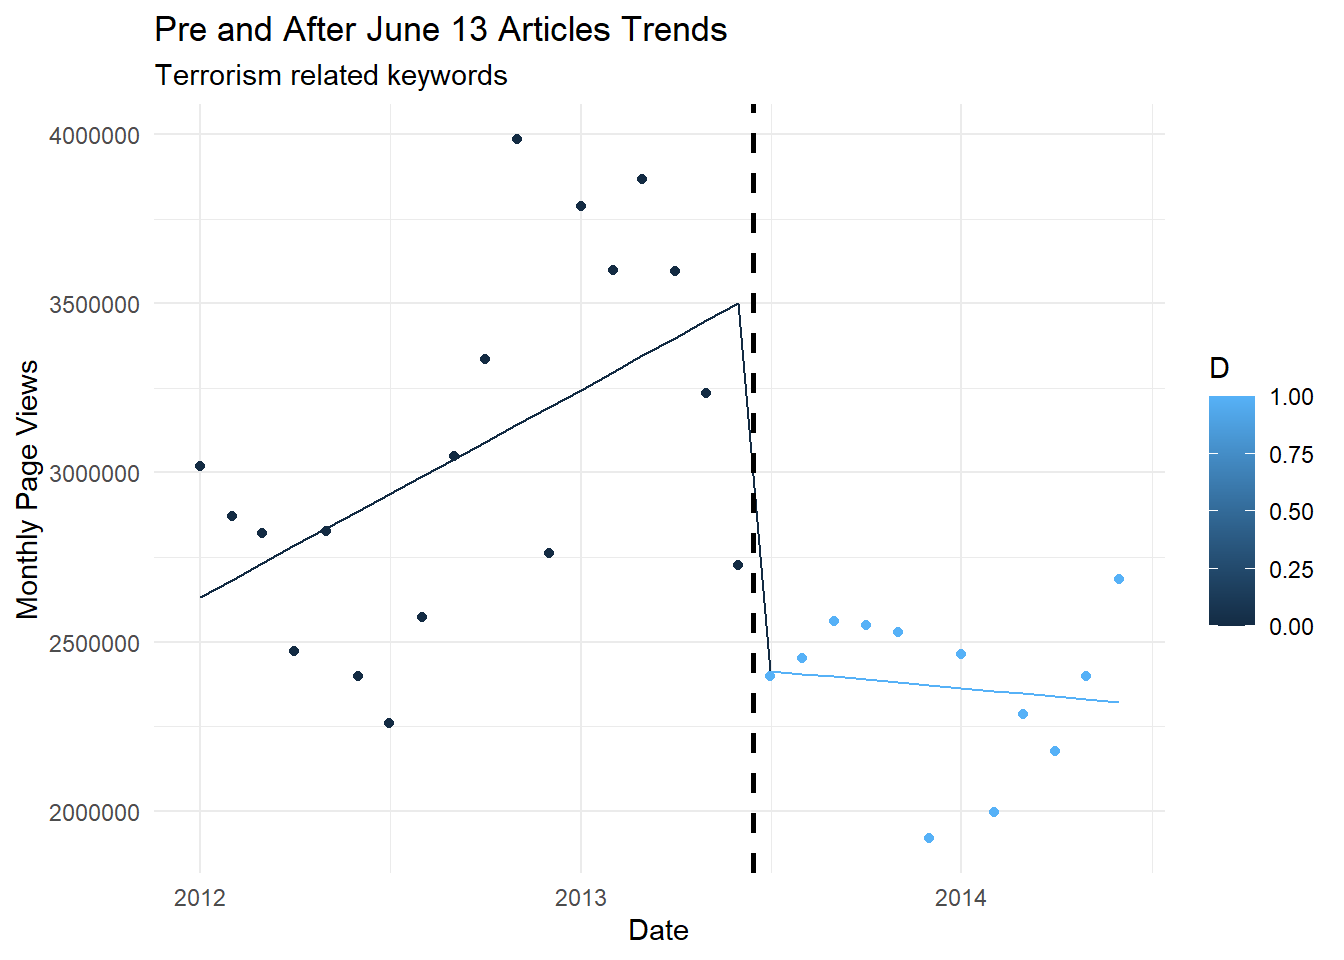 Pre and After June 13 Articles Trends
Terrorism related keywords
Monthly Page Views
4000000
3500000
3000000
2500000
2000000
2012
2013
2014
Date
D
1.00
0.75
0.50
0.25
0.00